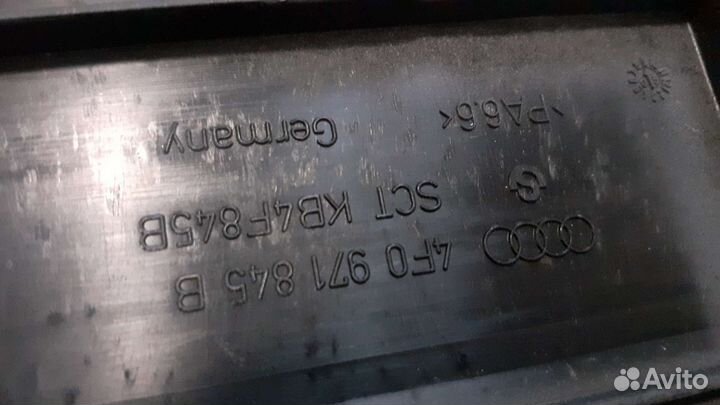 4F0 971 845 B
SCT KB4F845B
>PA6.6<
Germany
Avito